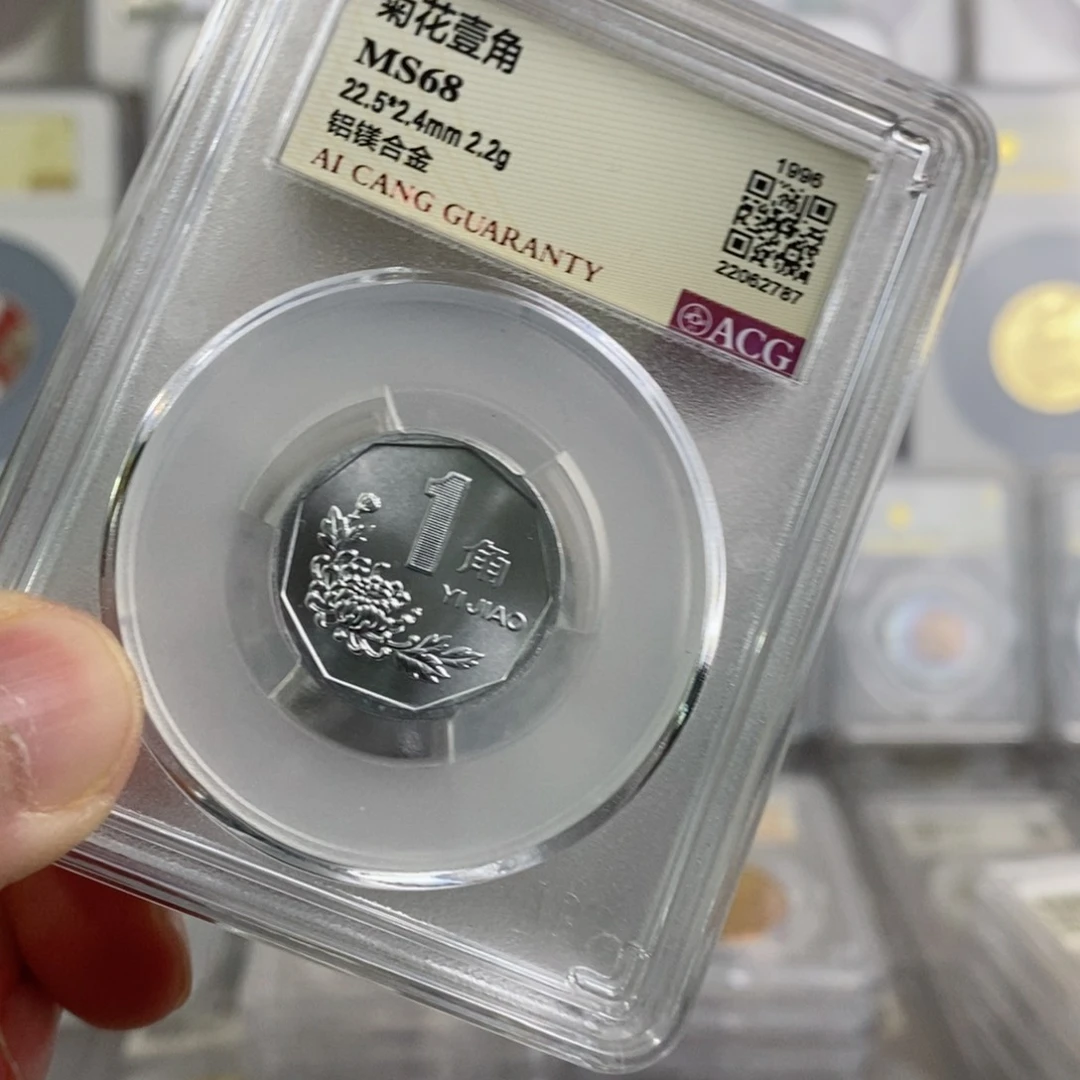 菊花壹角
MS68
22.5*2.4mm 2.2g
铝镁合金
AI CANG GUARANTY
1996
22062787
ACG
1
角
YI JIAO